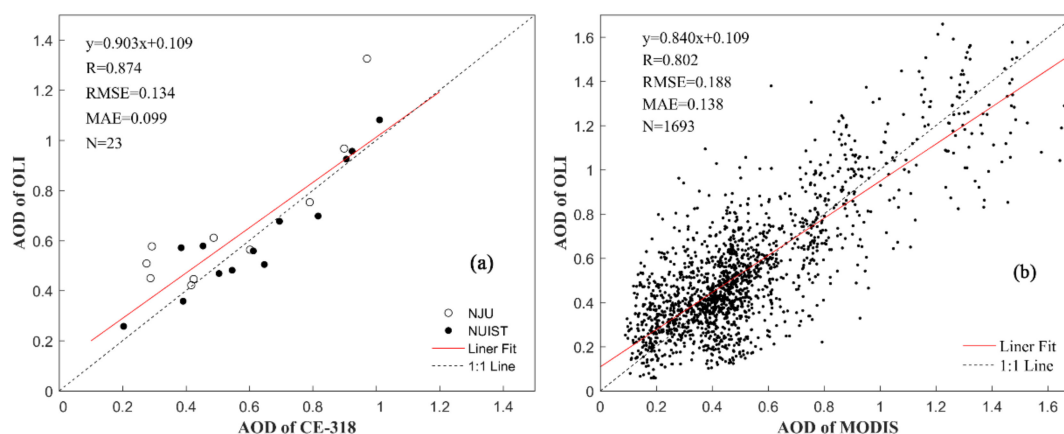 y=0.903x+0.109
R=0.874
RMSE=0.134
MAE=0.099
N=23
1.4
1.2
1
0.8
0.6
0.4
0.2
0
AOD of OLI
(a)
NJU
NUIST
Liner Fit
1:1 Line
0 0.2 0.4 0.6 0.8 1 1.2 1.4
AOD of CE-318
y=0.840x+0.109
R=0.802
RMSE=0.188
MAE=0.138
N=1693
1.6
1.4
1.2
1
0.8
0.6
0.4
0.2
0
AOD of OLI
(b)
Liner Fit
1:1 Line
0 0.2 0.4 0.6 0.8 1 1.2 1.4 1.6
AOD of MODIS